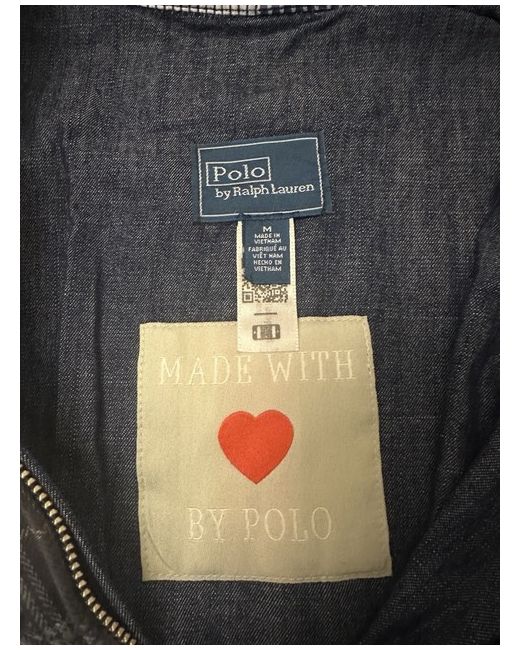 Polo
by Ralph Lauren
M
MADE IN
VIETNAM
FABRIQUÉ AU
VIÊT NAM
HECHO EN
VIETNAM
MADE WITH
BY POLO